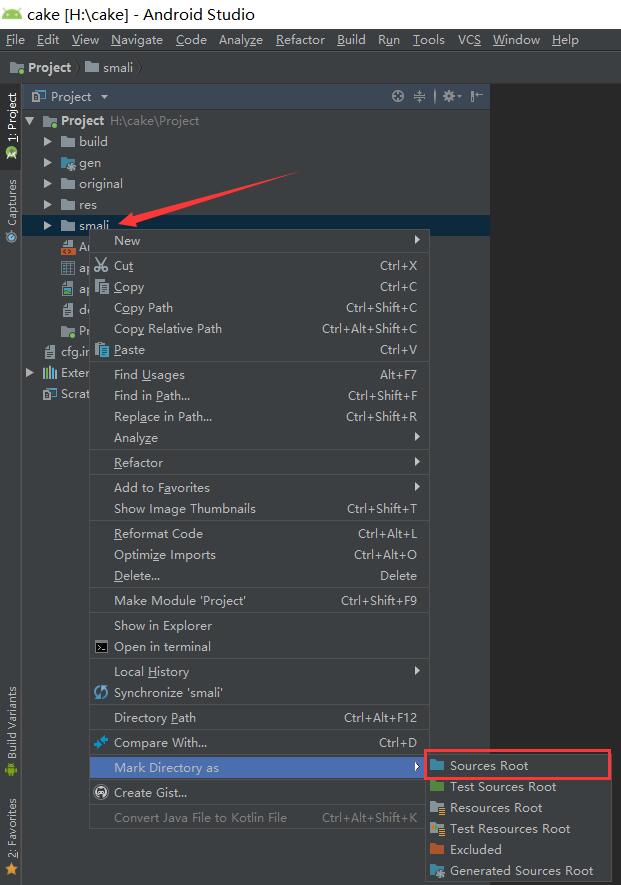 cake [H:\cake] - Android Studio
File Edit View Navigate Code Analyze Refactor Build Run Tools VCS Window Help
Project smali
1: Project
Captures
Build Variants
2: Favorites
Project
Project H:\cake\Project
build
gen
original
res
smali
cfg.in
Exter
Scrat
New
Cut Ctrl+X
Copy Ctrl+C
Copy Path Ctrl+Shift+C
Copy Relative Path Ctrl+Alt+Shift+C
Paste Ctrl+V
Find Usages Alt+F7
Find in Path... Ctrl+Shift+F
Replace in Path... Ctrl+Shift+R
Analyze
Refactor
Add to Favorites
Show Image Thumbnails Ctrl+Shift+T
Reformat Code Ctrl+Alt+L
Optimize Imports Ctrl+Alt+O
Delete... Delete
Make Module 'Project' Ctrl+Shift+F9
Show in Explorer
Open in terminal
Local History
Synchronize 'smali'
Directory Path Ctrl+Alt+F12
Compare With... Ctrl+D
Mark Directory as
Create Gist...
Convert Java File to Kotlin File Ctrl+Alt+Shift+K
Sources Root
Test Sources Root
Resources Root
Test Resources Root
Excluded
Generated Sources Root